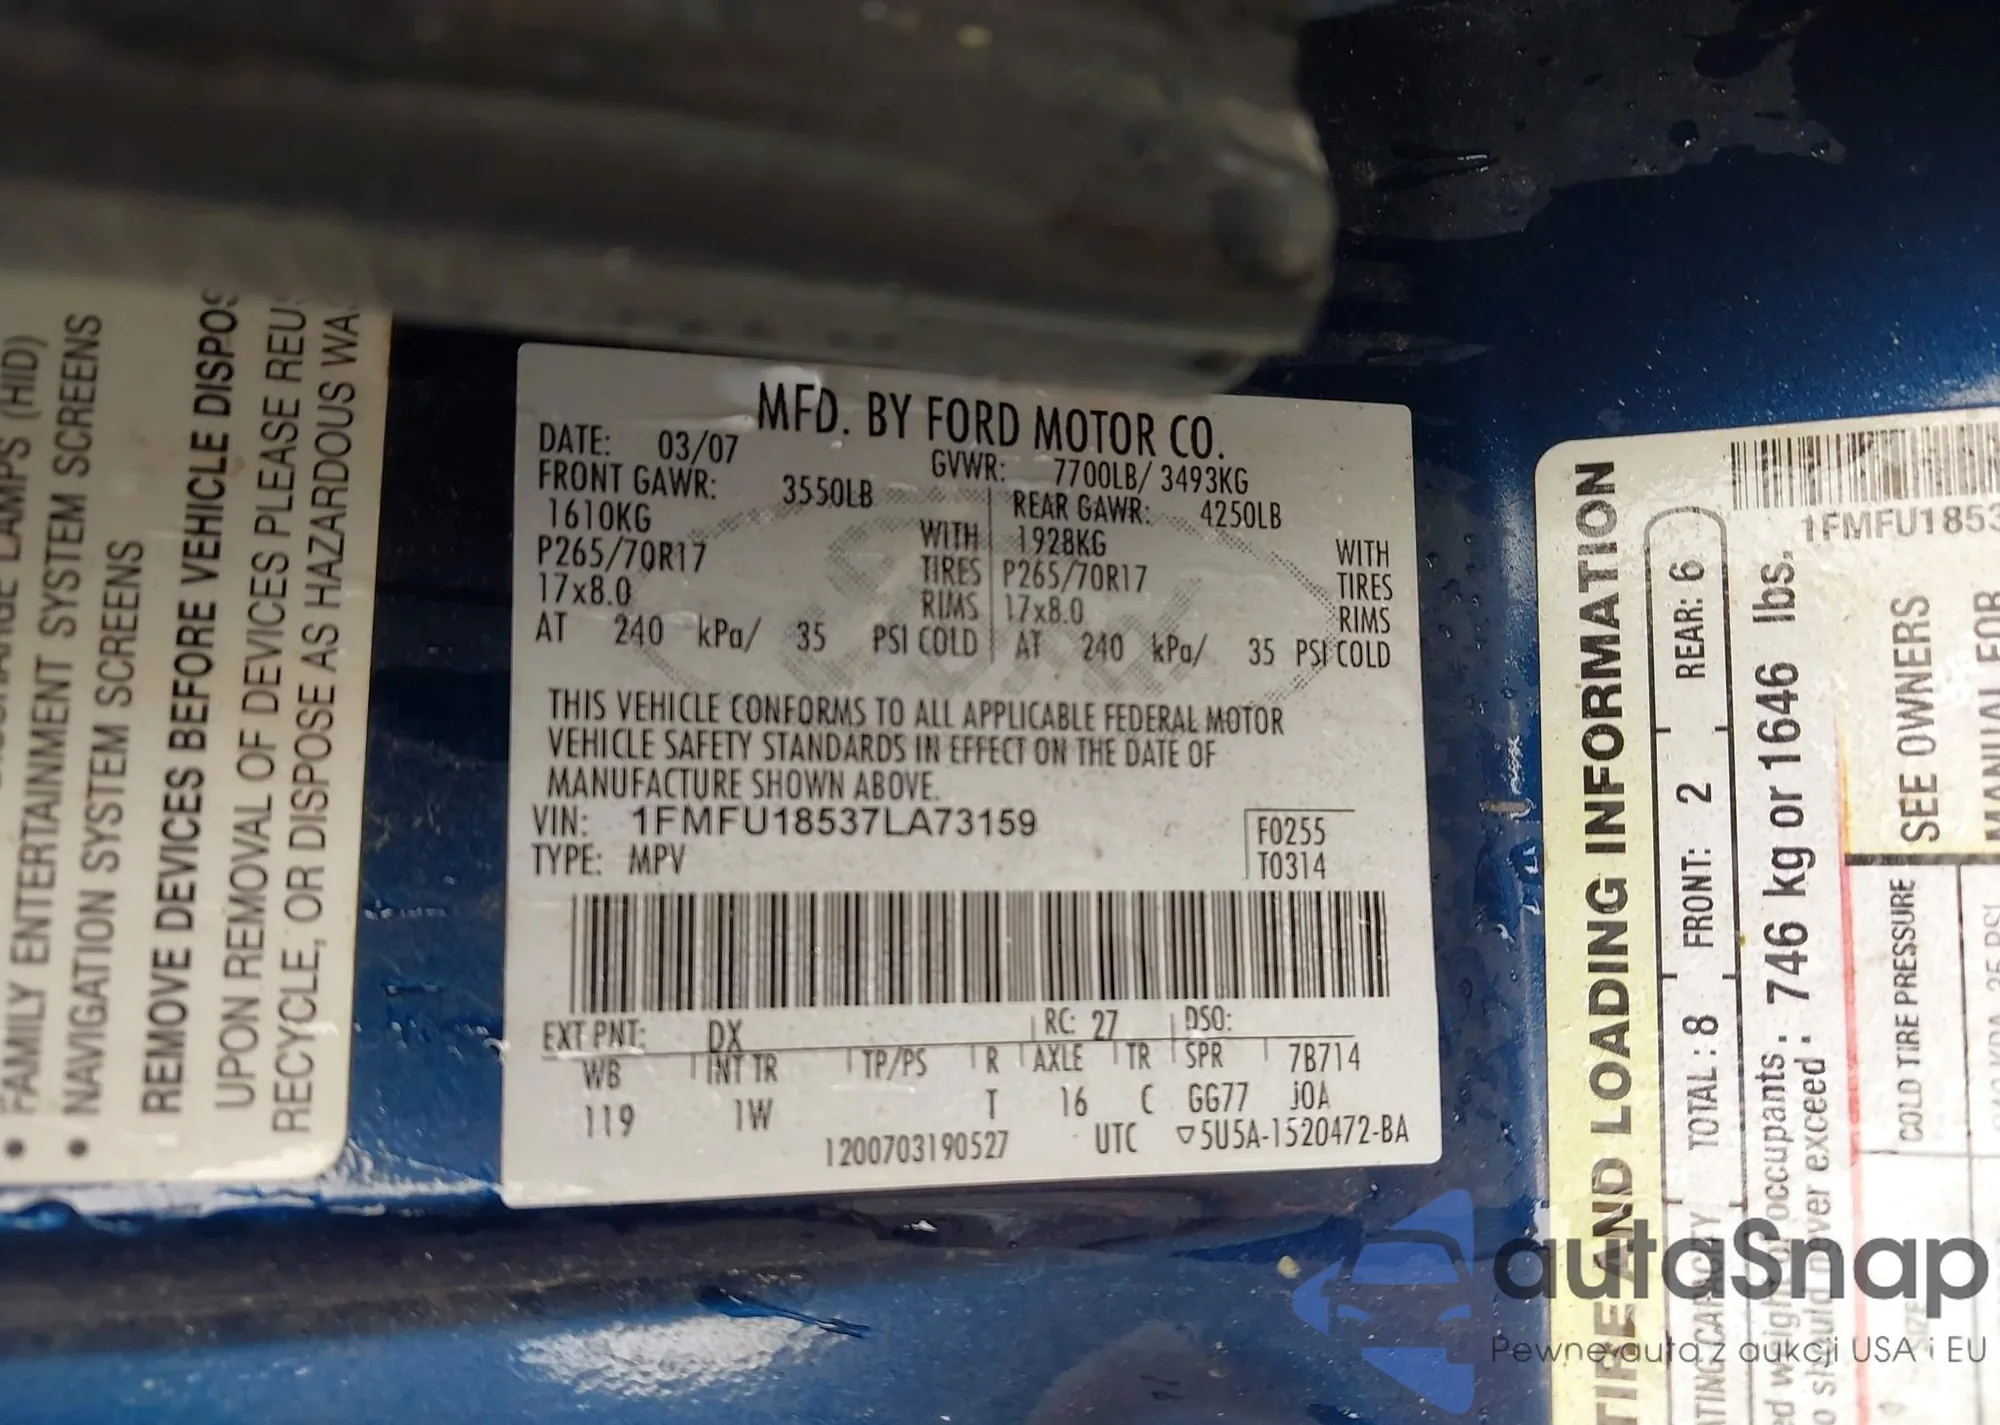 FAMILY ENTERTAINMENT SYSTEM SCREENS
• NAVIGATION SYSTEM SCREENS
REMOVE DEVICES BEFORE VEHICLE DISPOS
UPON REMOVAL OF DEVICES PLEASE REUS
RECYCLE, OR DISPOSE AS HAZARDOUS WAS
MFD. BY FORD MOTOR CO.
DATE: 03/07 GVWR: 7700LB/ 3493KG
FRONT GAWR: 3550LB REAR GAWR: 4250LB
1610KG WITH 1928KG WITH
P265/70R17 TIRES P265/70R17 TIRES
17x8.0 RIMS 17x8.0 RIMS
AT 240 kPa/ 35 PSI COLD AT 240 kPa/ 35 PSI COLD
THIS VEHICLE CONFORMS TO ALL APPLICABLE FEDERAL MOTOR
VEHICLE SAFETY STANDARDS IN EFFECT ON THE DATE OF
MANUFACTURE SHOWN ABOVE.
VIN: 1FMFU18537LA73159 F0255
TYPE: MPV T0314
EXT PNT: DX RC: 27 DSO:
WB INT TR TP/PS R AXLE TR SPR 7B714
119 1W T 16 C GG77 j0A
1200703190527 UTC ▽5U5A-1520472-BA
TIRE AND LOADING INFORMATION
TOTAL: 8 FRONT: 2 REAR: 6
occupants: 746 kg or 1646 lbs.
over exceed:
1FMFU1853
COLD TIRE PRESSURE
SEE OWNERS
MANUAL FOR
autaSnap
Pewne auta z aukcji USA i EU